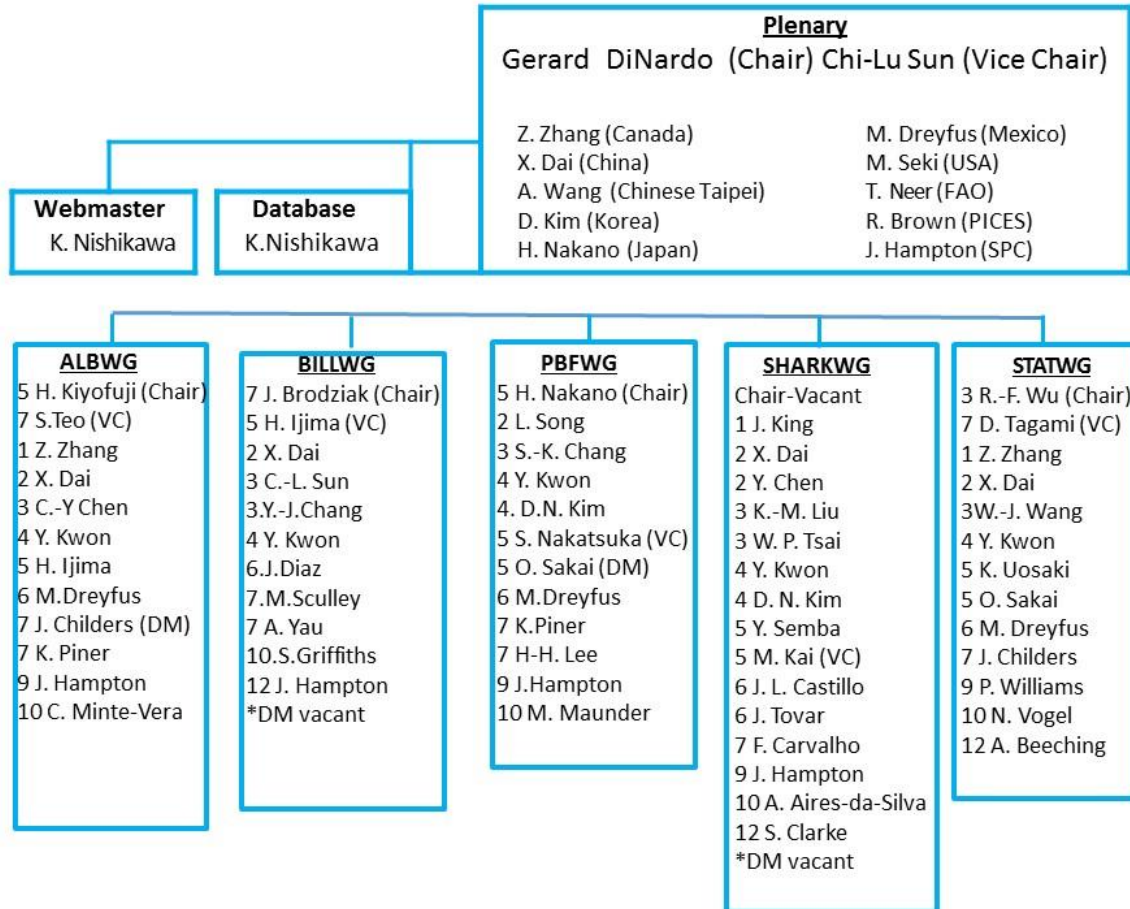 Plenary
Gerard DiNardo (Chair) Chi-Lu Sun (Vice Chair)
Z. Zhang (Canada)
X. Dai (China)
A. Wang (Chinese Taipei)
D. Kim (Korea)
H. Nakano (Japan)
M. Dreyfus (Mexico)
M. Seki (USA)
T. Neer (FAO)
R. Brown (PICES)
J. Hampton (SPC)
Webmaster
K. Nishikawa
Database
K.Nishikawa
ALBWG
5 H. Kiyofuji (Chair)
7 S.Teo (VC)
1 Z. Zhang
2 X. Dai
3 C.-Y Chen
4 Y. Kwon
5 H. Ijima
6 M.Dreyfus
7 J. Childers (DM)
7 K. Piner
9 J. Hampton
10 C. Minte-Vera
BILLWG
7 J. Brodziak (Chair)
5 H. Ijima (VC)
2 X. Dai
3 C.-L. Sun
3.Y.-J.Chang
4 Y. Kwon
6.J.Diaz
7.M.Sculley
7 A. Yau
10.S.Griffiths
12 J. Hampton
*DM vacant
PBFWG
5 H. Nakano (Chair)
2 L. Song
3 S.-K. Chang
4 Y. Kwon
4. D.N. Kim
5 S. Nakatsuka (VC)
5 O. Sakai (DM)
6 M.Dreyfus
7 K.Piner
7 H-H. Lee
9 J.Hampton
10 M. Maunder
SHARKWG
Chair-Vacant
1 J. King
2 X. Dai
2 Y. Chen
3 K.-M. Liu
3 W. P. Tsai
4 Y. Kwon
4 D. N. Kim
5 Y. Semba
5 M. Kai (VC)
6 J. L. Castillo
6 J. Tovar
7 F. Carvalho
9 J. Hampton
10 A. Aires-da-Silva
12 S. Clarke
*DM vacant
STATWG
3 R.-F. Wu (Chair)
7 D. Tagami (VC)
1 Z. Zhang
2 X. Dai
3W.-J. Wang
4 Y. Kwon
5 K. Uosaki
5 O. Sakai
6 M. Dreyfus
7 J. Childers
9 P. Williams
10 N. Vogel
12 A. Beeching